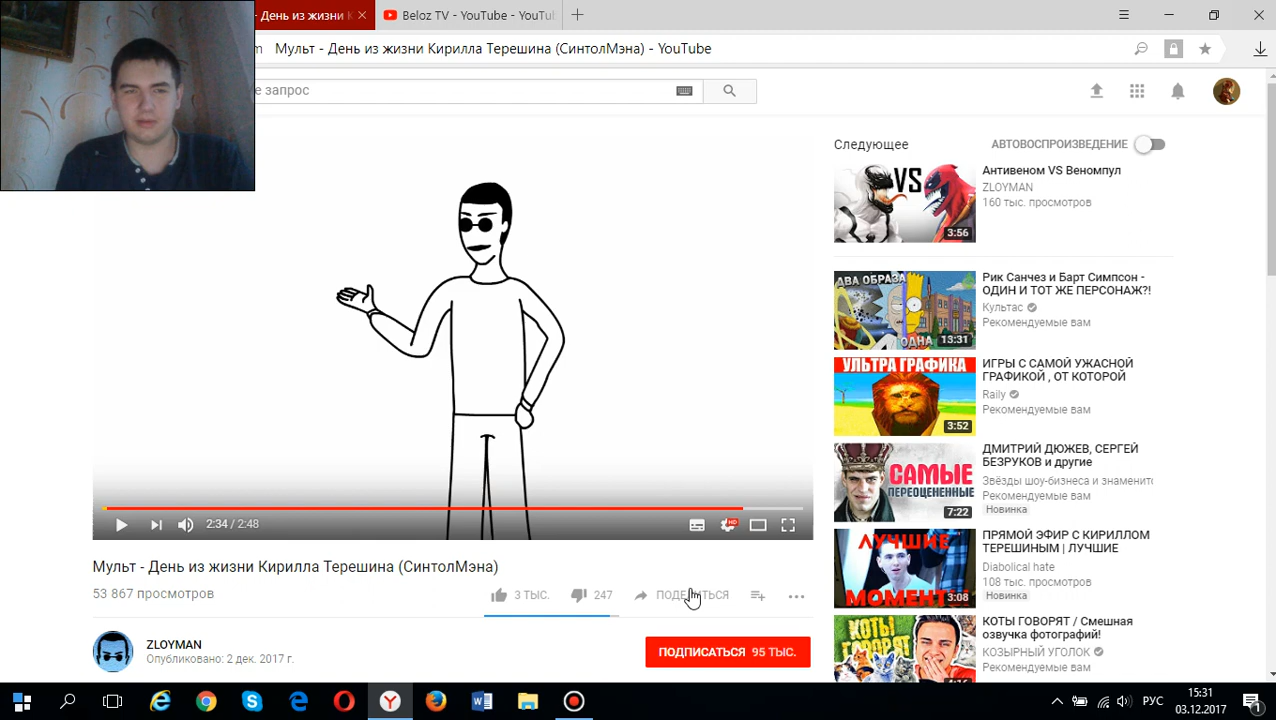 - День из жизни К
Beloz TV - YouTube - YouTu
m Мульт - День из жизни Кирилла Терешина (СинтолМэна) - YouTube
е запрос
Следующее
АВТОВОСПРОИЗВЕДЕНИЕ
Антивеном VS Веномпул
ZLOYMAN
160 тыс. просмотров
VS
3:56
Рик Санчез и Барт Симпсон -
ОДИН И ТОТ ЖЕ ПЕРСОНАЖ?!
Культас
Рекомендуемые вам
ДВА ОБРАЗА
ОДНА
13:31
ИГРЫ С САМОЙ УЖАСНОЙ
ГРАФИКОЙ , ОТ КОТОРОЙ
Raily
Рекомендуемые вам
УЛЬТРА ГРАФИКА
3:52
ДМИТРИЙ ДЮЖЕВ, СЕРГЕЙ
БЕЗРУКОВ и другие
Звёзды шоу-бизнеса и знаменито
Рекомендуемые вам
Новинка
САМЫЕ
ПЕРЕОЦЕНЕННЫЕ
7:22
ПРЯМОЙ ЭФИР С КИРИЛЛОМ
ТЕРЕШИНЫМ | ЛУЧШИЕ
Diabolical hate
108 тыс. просмотров
Новинка
ЛУЧШИЕ
МОМЕНТ
3:08
КОТЫ ГОВОРЯТ / Смешная
озвучка фотографий!
КОЗЫРНЫЙ УГОЛОК
Рекомендуемые вам
КОТЫ ГОВОРЯТ
2:34 / 2:48
HD
Мульт - День из жизни Кирилла Терешина (СинтолМэна)
53 867 просмотров
3 ТЫС.
247
ПОДЕЛИТЬСЯ
ZLOYMAN
Опубликовано: 2 дек. 2017 г.
ПОДПИСАТЬСЯ 95 ТЫС.
РУС
15:31
03.12.2017
1